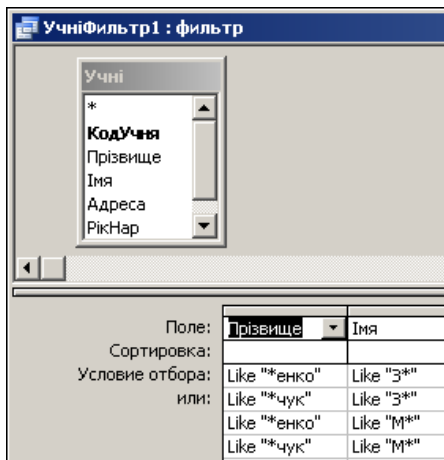 УчніФильтр1 : фильтр
Учні
*
КодУчня
Прізвище
Імя
Адреса
РікНар
Поле: Прізвище Імя
Сортировка:
Условие отбора: Like "*енко" Like "З*"
или: Like "*чук" Like "З*"
Like "*енко" Like "М*"
Like "*чук" Like "М*"